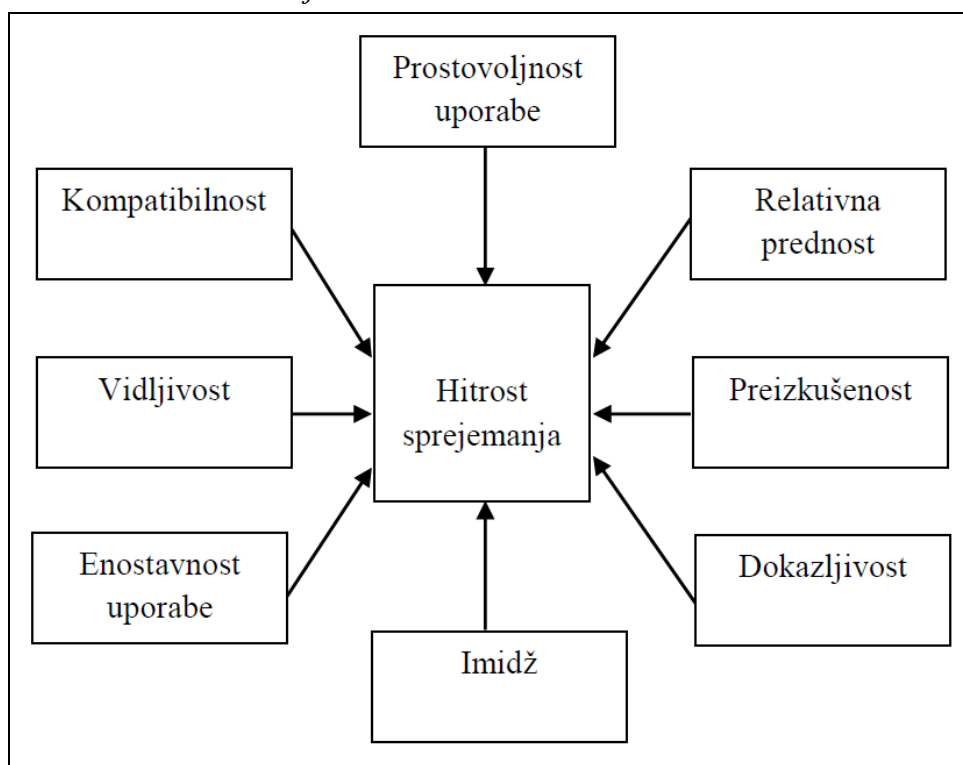 Prostovoljnost
uporabe
Kompatibilnost
Relativna
prednost
Vidljivost
Hitrost
sprejemanja
Preizkušenost
Enostavnost
uporabe
Dokazljivost
Imidž